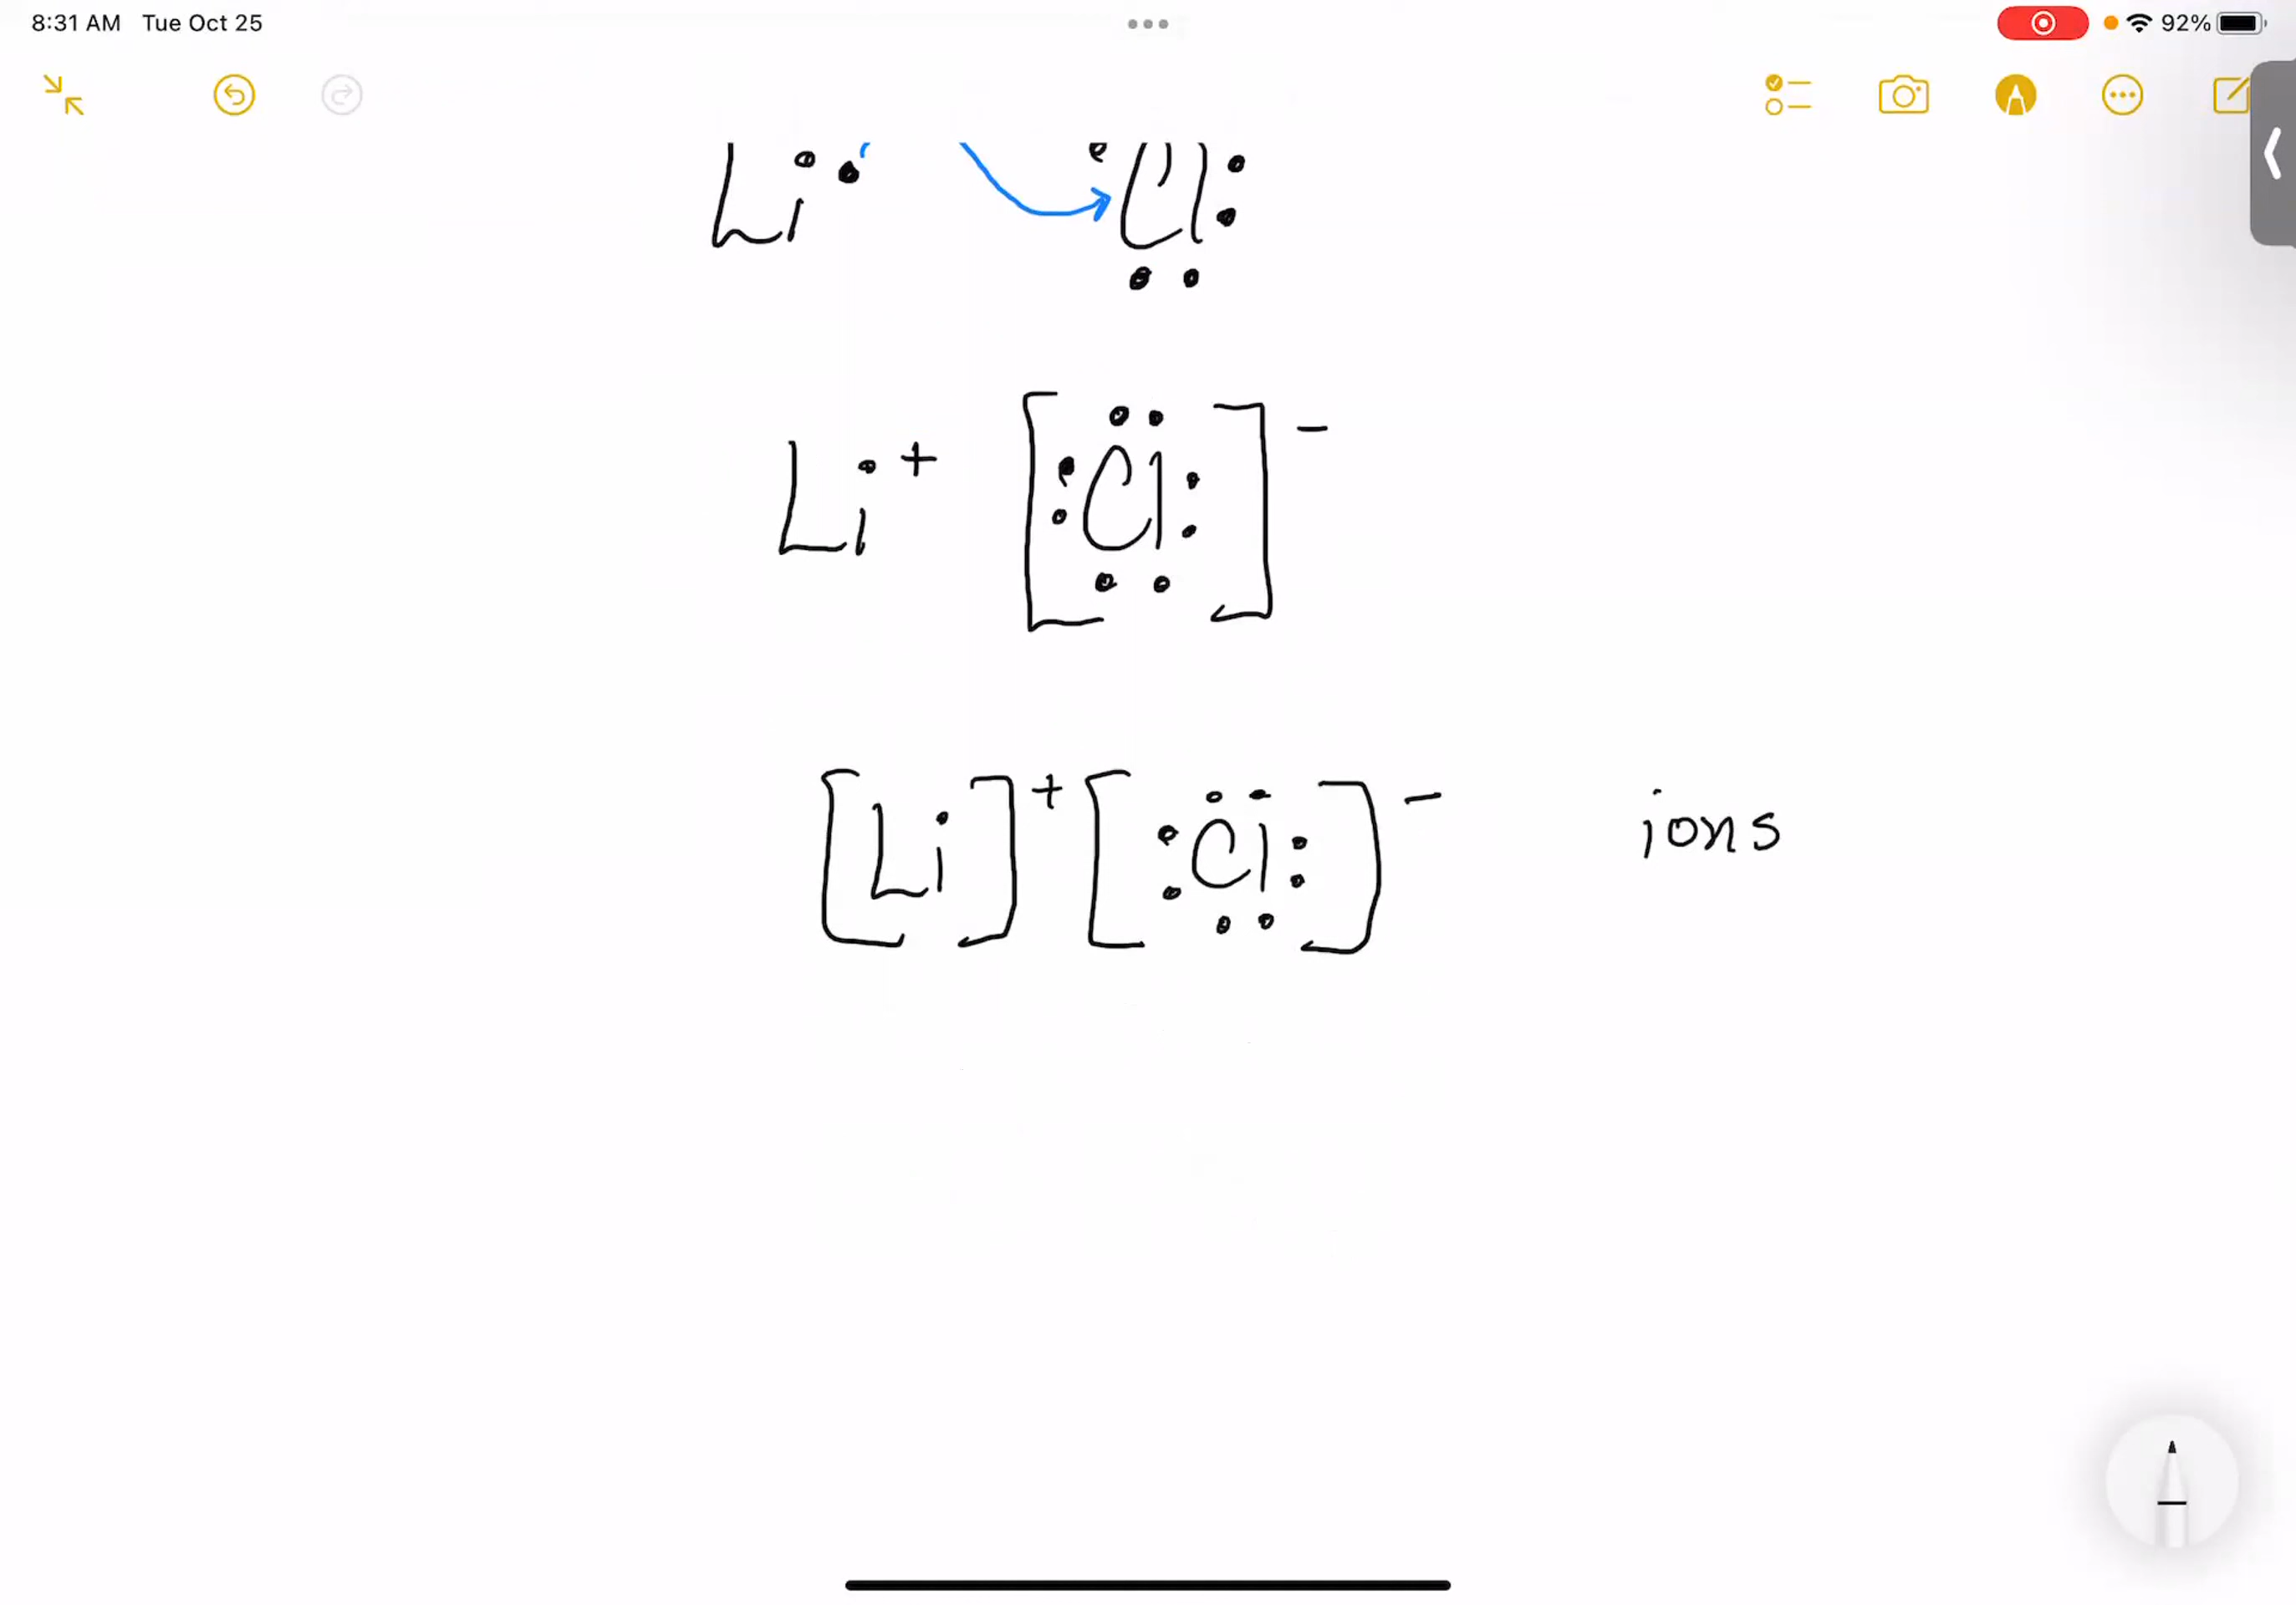 8:31 AM Tue Oct 25 92%
Li Cl
Li + [Cl] −
[Li] + [Cl] − ions